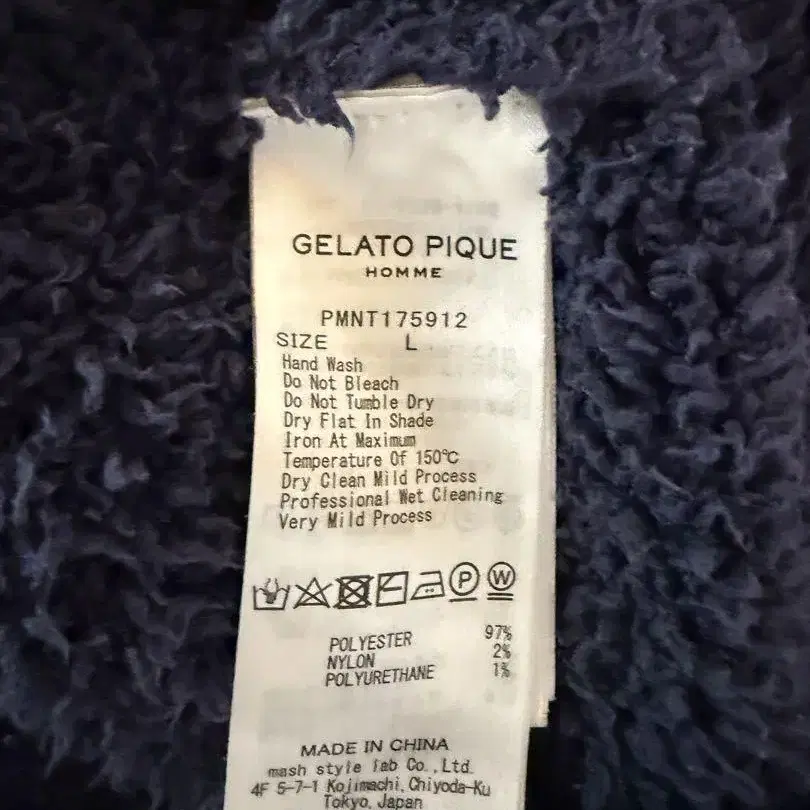 GELATO PIQUE
HOMME
PMNT175912
SIZE L
Hand Wash
Do Not Bleach
Do Not Tumble Dry
Dry Flat In Shade
Iron At Maximum
Temperature Of 150℃
Dry Clean Mild Process
Professional Wet Cleaning
Very Mild Process
P W
POLYESTER 97%
NYLON 2%
POLYURETHANE 1%
MADE IN CHINA
mash style lab Co.,Ltd.
4F 5-7-1 Kojimachi,Chiyoda-Ku
Tokyo,Japan